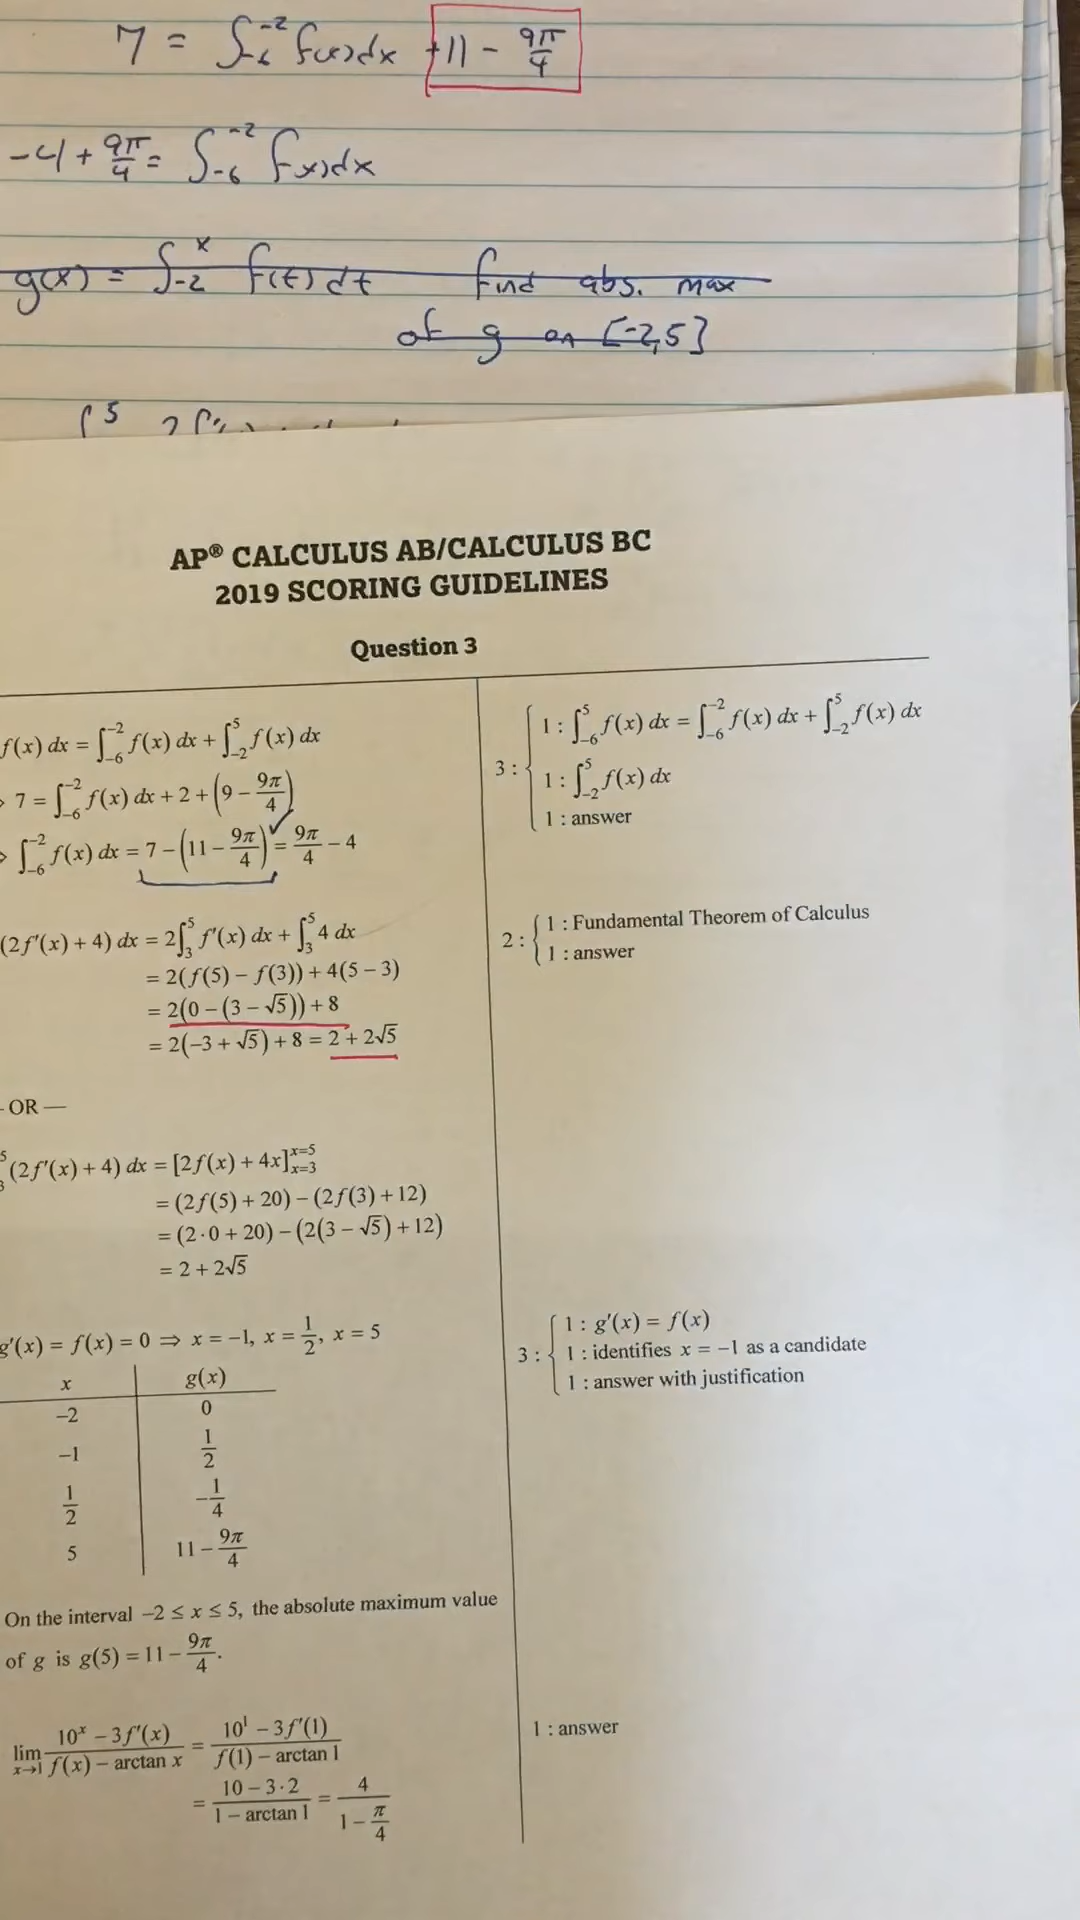 7 = ∫₋₆⁻² f(x)dx +11 - 9π/4
-4 + 9π/4 = ∫₋₆⁻² f(x)dx
g(x) = ∫₋₂ˣ f(t)dt find abs. max
of g on [-2,5]
AP® CALCULUS AB/CALCULUS BC
2019 SCORING GUIDELINES
Question 3
f(x) dx = ∫₋₆⁻² f(x) dx + ∫₋₂⁵ f(x) dx
7 = ∫₋₆⁻² f(x) dx + 2 + (9 - 9π/4)
∫₋₆⁻² f(x) dx = 7 - (11 - 9π/4) = 9π/4 - 4
3 : { 1 : ∫₋₆⁵ f(x) dx = ∫₋₆⁻² f(x) dx + ∫₋₂⁵ f(x) dx
1 : ∫₋₂⁵ f(x) dx
1 : answer
(2f′(x) + 4) dx = 2∫₃⁵ f′(x) dx + ∫₃⁵ 4 dx
= 2(f(5) - f(3)) + 4(5 - 3)
= 2(0 - (3 - √5)) + 8
= 2(-3 + √5) + 8 = 2 + 2√5
2 : { 1 : Fundamental Theorem of Calculus
1 : answer
- OR —
(2f′(x) + 4) dx = [2f(x) + 4x]ₓ₌₃ˣ⁼⁵
= (2f(5) + 20) - (2f(3) + 12)
= (2·0 + 20) - (2(3 - √5) + 12)
= 2 + 2√5
g′(x) = f(x) = 0 ⇒ x = -1, x = 1/2, x = 5
x g(x)
-2 0
-1 1/2
1/2 -1/4
5 11 - 9π/4
On the interval -2 ≤ x ≤ 5, the absolute maximum value
of g is g(5) = 11 - 9π/4.
3 : { 1 : g′(x) = f(x)
1 : identifies x = -1 as a candidate
1 : answer with justification
lim x→1 (10ˣ - 3f′(x))/(f(x) - arctan x) = (10¹ - 3f′(1))/(f(1) - arctan 1)
= (10 - 3·2)/(1 - arctan 1) = 4/(1 - π/4)
1 : answer